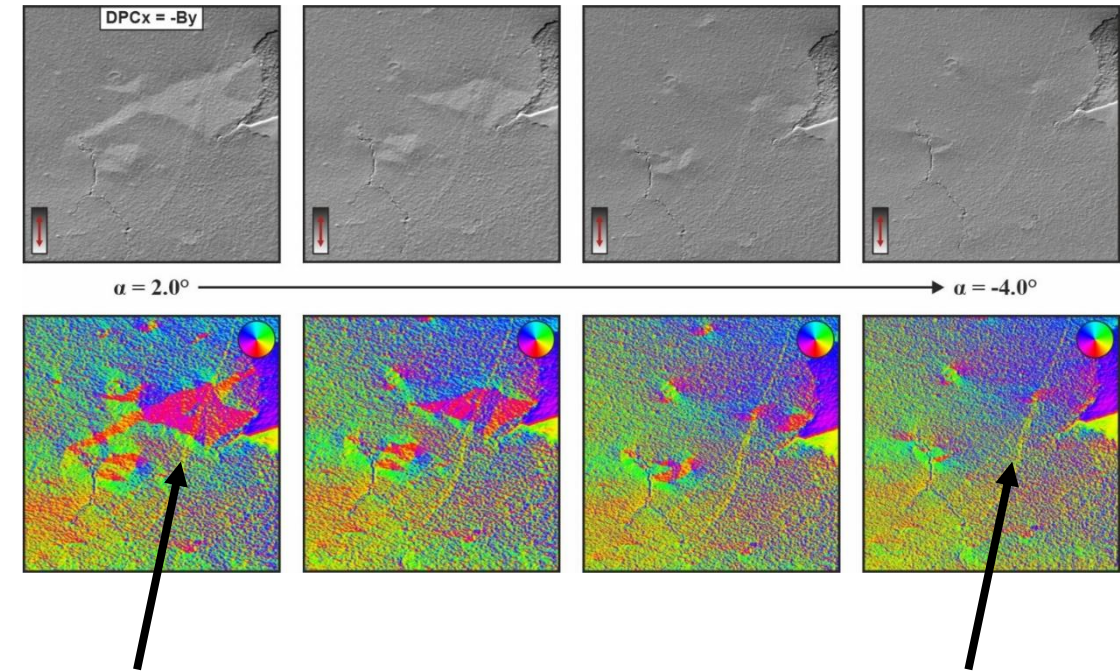 DPCx = -By
α = 2.0° α = -4.0°